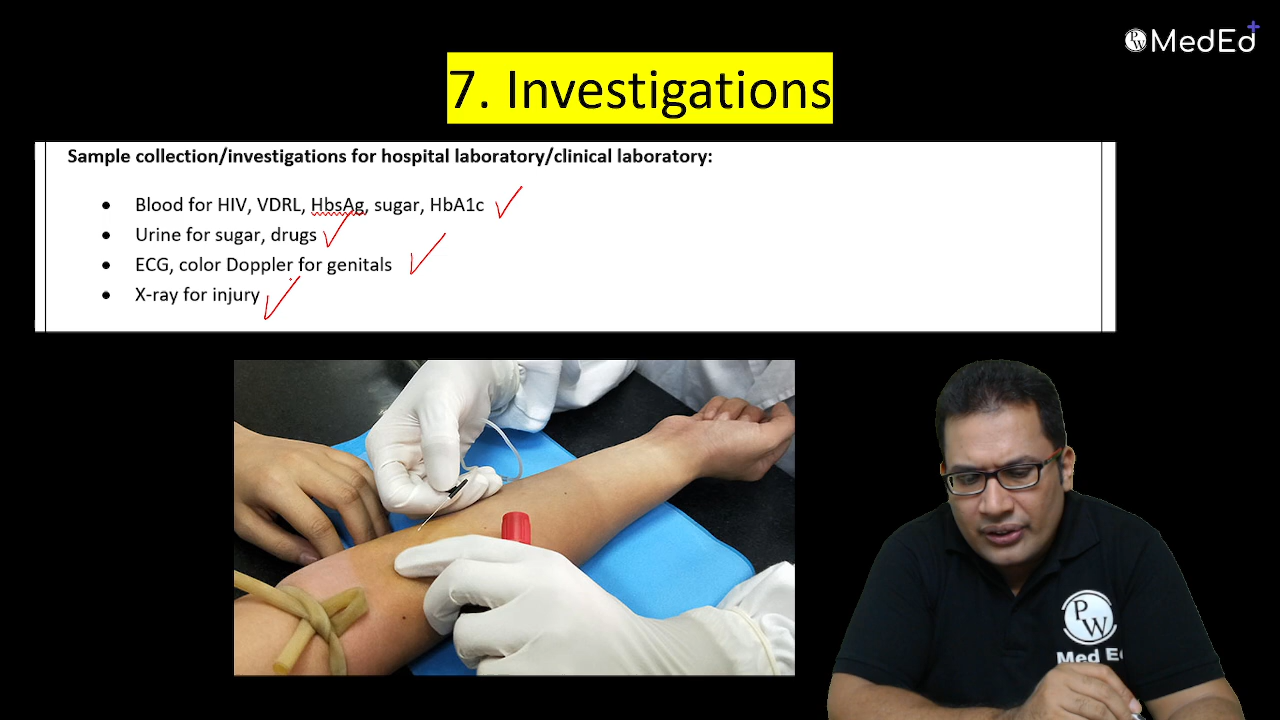 PW MedEd+
7. Investigations
Sample collection/investigations for hospital laboratory/clinical laboratory:
• Blood for HIV, VDRL, HbsAg, sugar, HbA1c
• Urine for sugar, drugs
• ECG, color Doppler for genitals
• X-ray for injury
PW
Med E